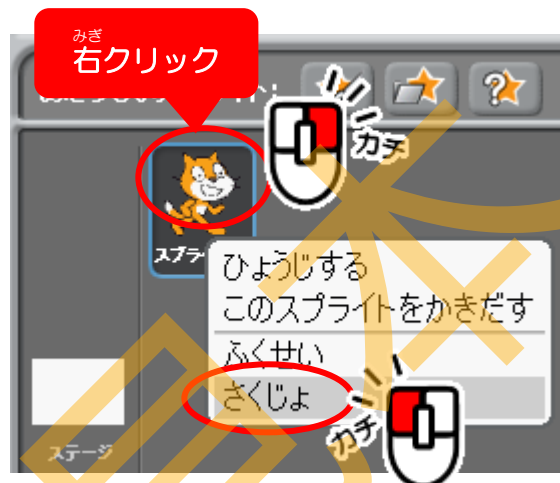 みぎ
右クリック
カチ
スプラ
ひょうじする
このスプライトをかきだす
ふくせい
さくじょ
カチ
ステージ